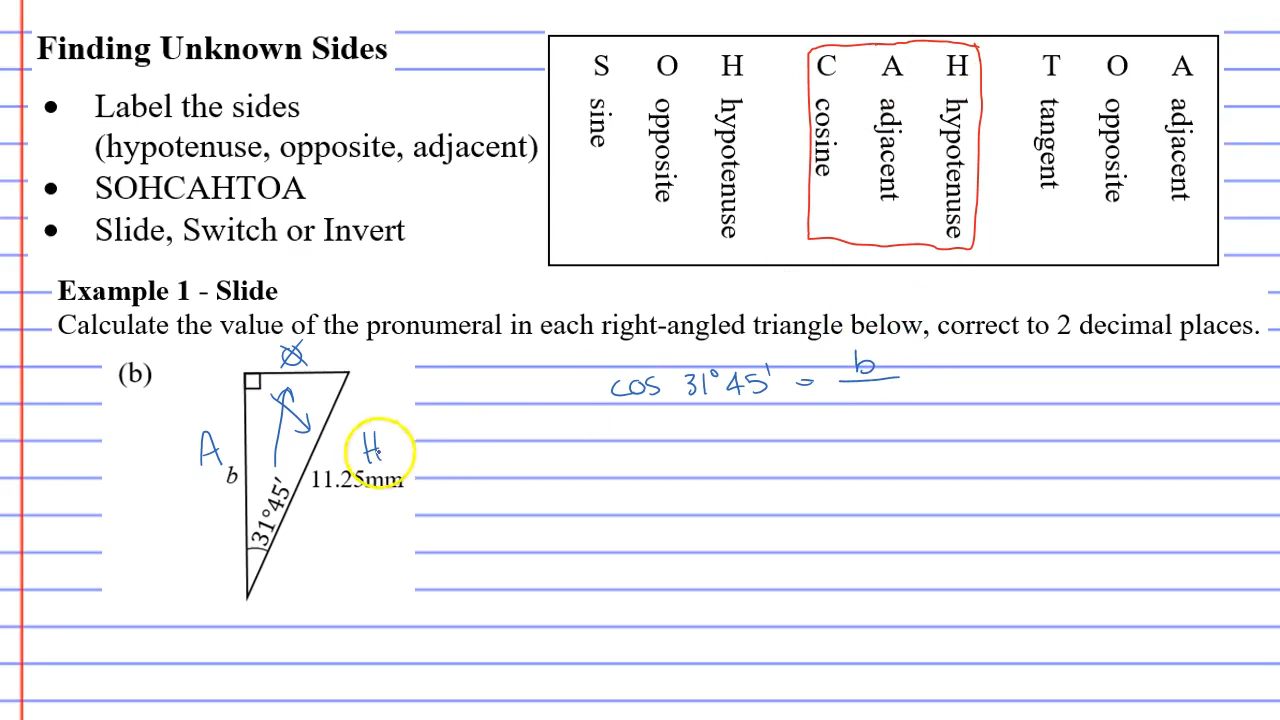 Finding Unknown Sides
• Label the sides
(hypotenuse, opposite, adjacent)
• SOHCAHTOA
• Slide, Switch or Invert
S O H C A H T O A
sine opposite hypotenuse cosine adjacent hypotenuse tangent opposite adjacent
Example 1 - Slide
Calculate the value of the pronumeral in each right-angled triangle below, correct to 2 decimal places.
(b)
O
A
H
b
11.25mm
31°45′
cos 31°45' = b